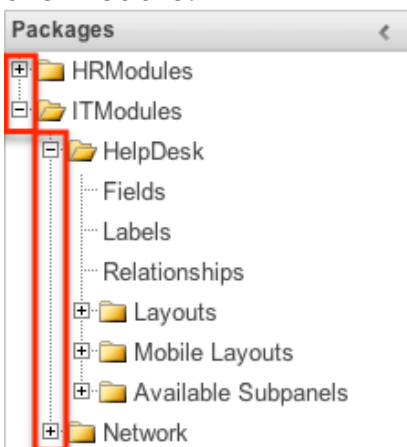 Packages
HRModules
ITModules
HelpDesk
Fields
Labels
Relationships
Layouts
Mobile Layouts
Available Subpanels
Network